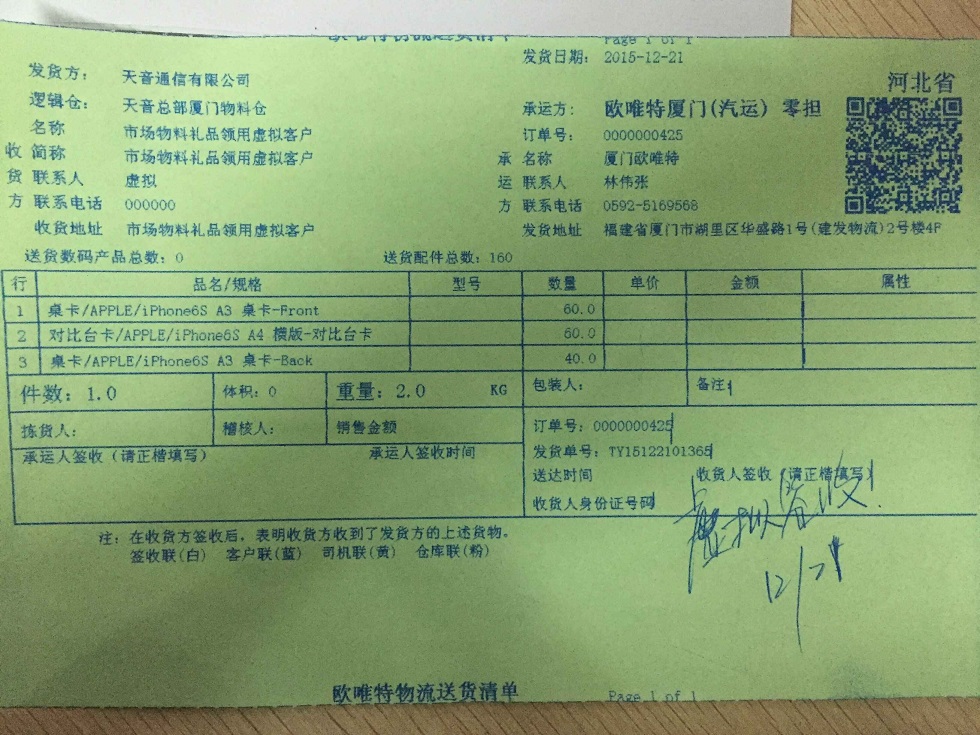 欧唯特物流送货清单
Page 1 of 1
发货日期： 2015-12-21
发货方： 天音通信有限公司
河北省
逻辑仓： 天音总部厦门物料仓
承运方： 欧唯特厦门(汽运) 零担
名称 市场物料礼品领用虚拟客户
订单号： 0000000425
收 简称 市场物料礼品领用虚拟客户
承 名称 厦门欧唯特
货 联系人 虚拟
运 联系人 林伟张
方 联系电话 000000
方 联系电话 0592-5169568
收货地址 市场物料礼品领用虚拟客户
发货地址 福建省厦门市湖里区华盛路1号(建发物流)2号楼4F
送货数码产品总数：0 送货配件总数：160
行 品名/规格 型号 数量 单价 金额 属性
1 桌卡/APPLE/iPhone6S A3 桌卡-Front 60.0
2 对比台卡/APPLE/iPhone6S A4 横版-对比台卡 60.0
3 桌卡/APPLE/iPhone6S A3 桌卡-Back 40.0
件数：1.0 体积：0 重量：2.0 KG 包装人： 备注：
拣货人： 稽核人： 销售金额 订单号：0000000425
承运人签收（请正楷填写） 承运人签收时间 发货单号：TY15122101365
送达时间 收货人签收（请正楷填写）
收货人身份证号码
虚拟签收
12/21
注：在收货方签收后，表明收货方收到了发货方的上述货物。
签收联(白) 客户联(蓝) 司机联(黄) 仓库联(粉)
欧唯特物流送货清单 Page 1 of 1